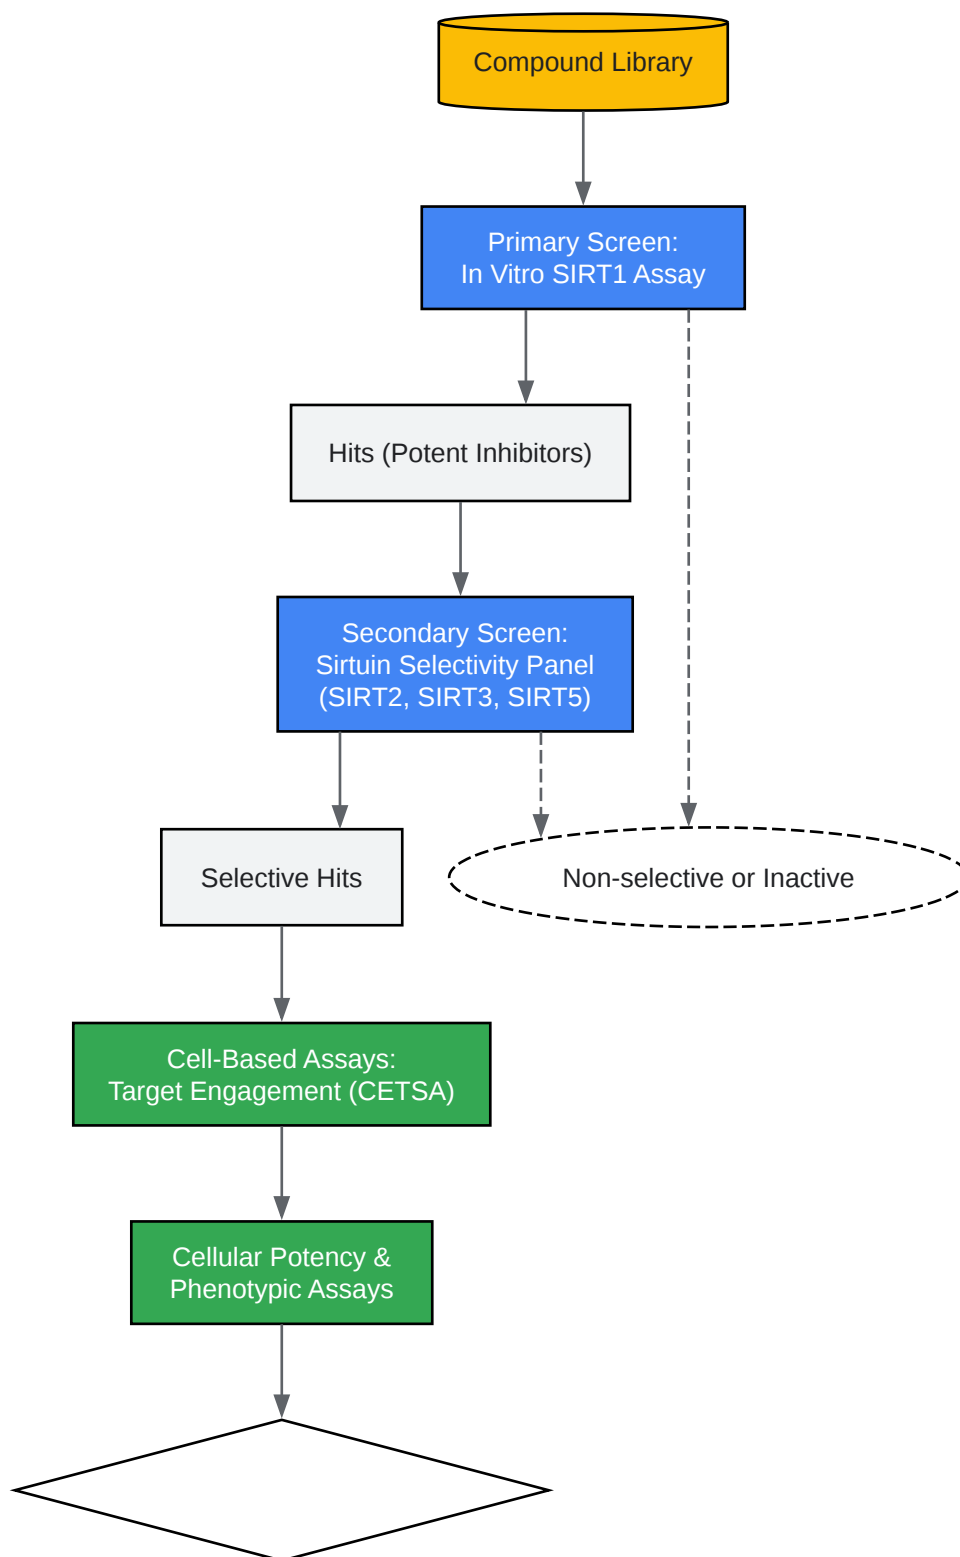 Compound Library
Primary Screen:
In Vitro SIRT1 Assay
Hits (Potent Inhibitors)
Secondary Screen:
Sirtuin Selectivity Panel
(SIRT2, SIRT3, SIRT5)
Selective Hits
Non-selective or Inactive
Cell-Based Assays:
Target Engagement (CETSA)
Cellular Potency &
Phenotypic Assays